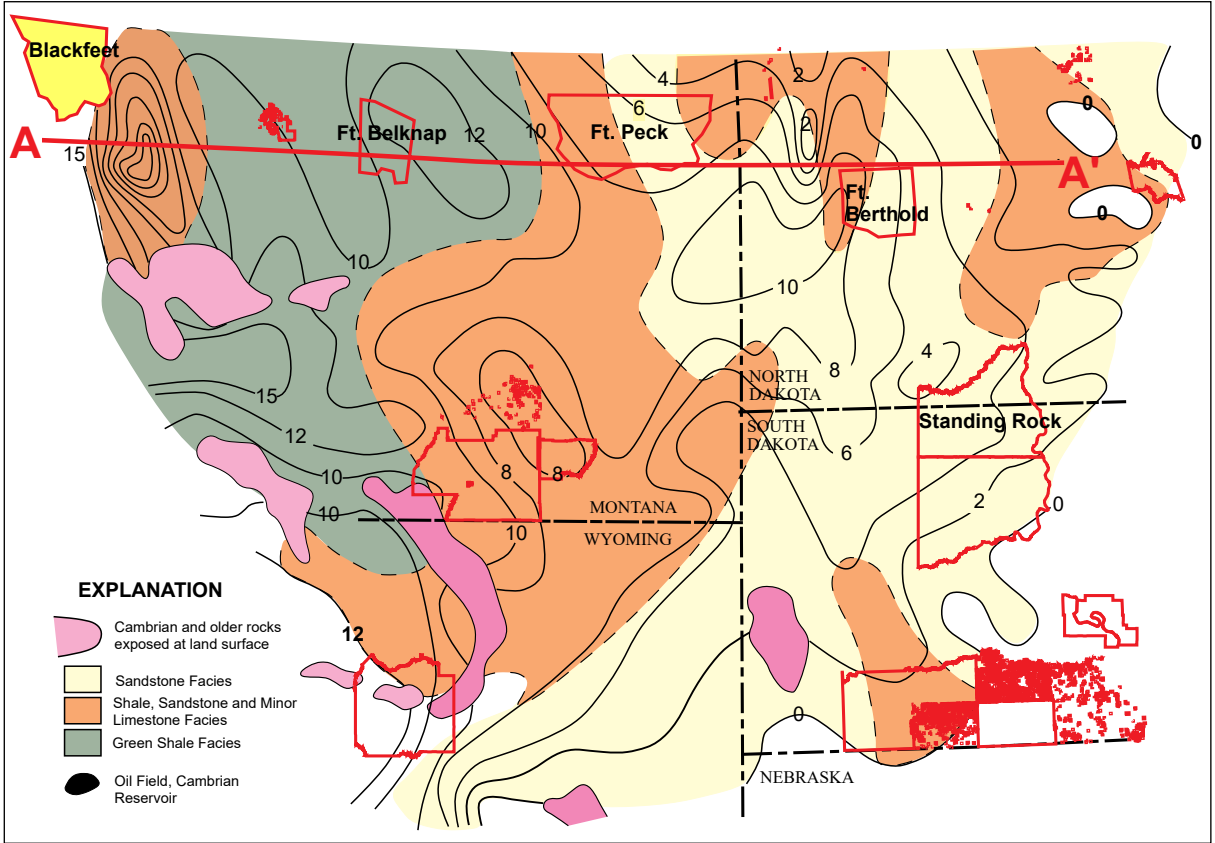 Blackfeet
4
2
0
6
2
Ft. Belknap
12
10
Ft. Peck
A
15
0
A'
Ft.
Berthold
0
10
10
8
4
NORTH
DAKOTA
15
12
SOUTH
DAKOTA
Standing Rock
6
10
8
8
2
0
10
MONTANA
10
WYOMING
EXPLANATION
Cambrian and older rocks
exposed at land surface
12
Sandstone Facies
Shale, Sandstone and Minor
Limestone Facies
Green Shale Facies
0
Oil Field, Cambrian
Reservoir
NEBRASKA